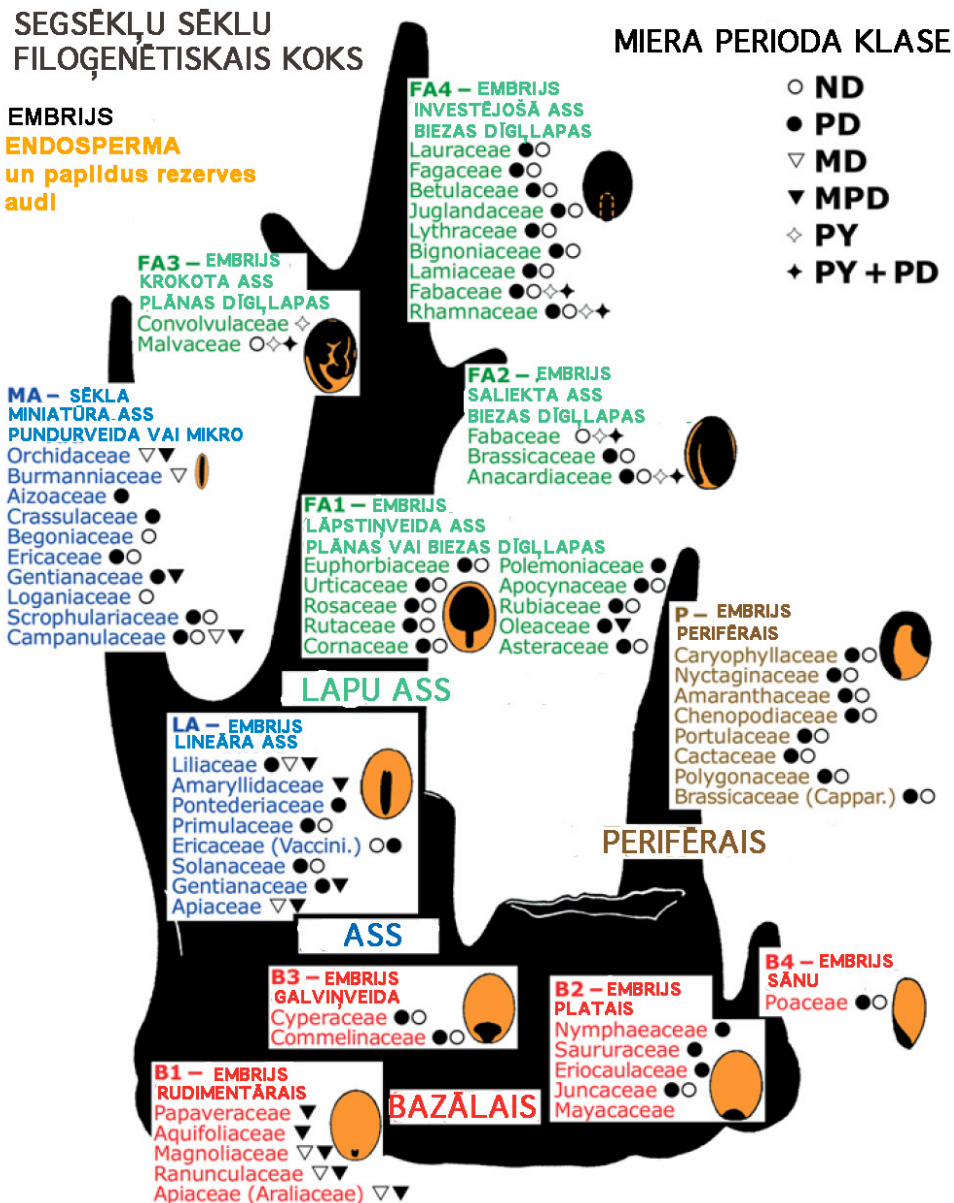 SEGSĒKĻU SĒKLU
FILOĢENĒTISKAIS KOKS
EMBRIJS
ENDOSPERMA
un papildus rezerves
audi
MIERA PERIODA KLASE
○ ND
● PD
▽ MD
▼ MPD
✧ PY
✦ PY + PD
FA4 – EMBRIJS
INVESTĒJOŠĀ ASS
BIEZAS DĪGĻLAPAS
Lauraceae ●○
Fagaceae ●○
Betulaceae ●○
Juglandaceae ●○
Lythraceae ●○
Bignoniaceae ●○
Lamiaceae ●○
Fabaceae ●○✧✦
Rhamnaceae ●○✧✦
FA3 – EMBRIJS
KROKOTA ASS
PLĀNAS DĪGĻLAPAS
Convolvulaceae ✧
Malvaceae ○✧✦
FA2 – EMBRIJS
SALIEKTA ASS
BIEZAS DĪGĻLAPAS
Fabaceae ○✧✦
Brassicaceae ●○
Anacardiaceae ●○✧✦
MA – SĒKLA
MINIATŪRA ASS
PUNDURVEIDA VAI MIKRO
Orchidaceae ▽▼
Burmanniaceae ▽
Aizoaceae ●
Crassulaceae ●
Begoniaceae ○
Ericaceae ●○
Gentianaceae ●▼
Loganiaceae ○
Scrophulariaceae ●○
Campanulaceae ●○▽▼
FA1 – EMBRIJS
LĀPSTIŅVEIDA ASS
PLĀNAS VAI BIEZAS DĪGĻLAPAS
Euphorbiaceae ●○ Polemoniaceae ●
Urticaceae ●○ Apocynaceae ●○
Rosaceae ●○ Rubiaceae ●○
Rutaceae ●○ Oleaceae ●▼
Cornaceae ●○ Asteraceae ●○
LAPU ASS
P – EMBRIJS
PERIFĒRAIS
Caryophyllaceae ●○
Nyctaginaceae ●○
Amaranthaceae ●○
Chenopodiaceae ●○
Portulaceae ●○
Cactaceae ●○
Polygonaceae ●○
Brassicaceae (Cappar.) ●○
PERIFĒRAIS
LA – EMBRIJS
LINEĀRA ASS
Liliaceae ●▽▼
Amaryllidaceae ▼
Pontederiaceae ●
Primulaceae ●○
Ericaceae (Vaccini.) ○●
Solanaceae ●○
Gentianaceae ●▼
Apiaceae ▽▼
ASS
B3 – EMBRIJS
GALVIŅVEIDA
Cyperaceae ●○
Commelinaceae ●○
B2 – EMBRIJS
PLATAIS
Nymphaeaceae ●
Saururaceae ●
Eriocaulaceae ●
Juncaceae ●○
Mayacaceae
B4 – EMBRIJS
SĀNU
Poaceae ●○
B1 – EMBRIJS
RUDIMENTĀRAIS
Papaveraceae ▼
Aquifoliaceae ▼
Magnoliaceae ▽▼
Ranunculaceae ▽▼
Apiaceae (Araliaceae) ▽▼
BAZĀLAIS